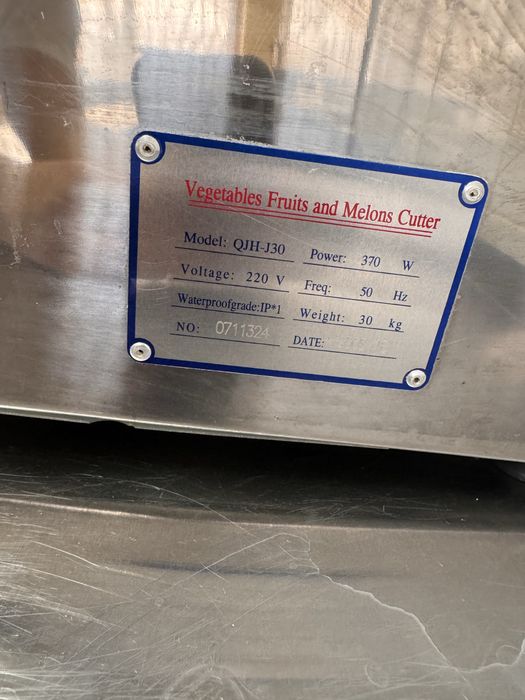 Vegetables Fruits and Melons Cutter
Model: QJH-J30 Power: 370 W
Voltage: 220 V Freq: 50 Hz
Waterproofgrade:IP*1 Weight: 30 kg
NO: 0711324 DATE: